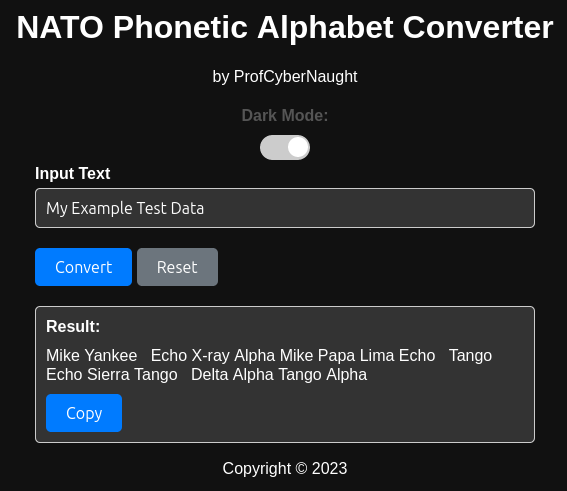 NATO Phonetic Alphabet Converter
by ProfCyberNaught
Dark Mode:
Input Text
My Example Test Data
Convert Reset
Result:
Mike Yankee   Echo X-ray Alpha Mike Papa Lima Echo   Tango
Echo Sierra Tango   Delta Alpha Tango Alpha
Copy
Copyright © 2023